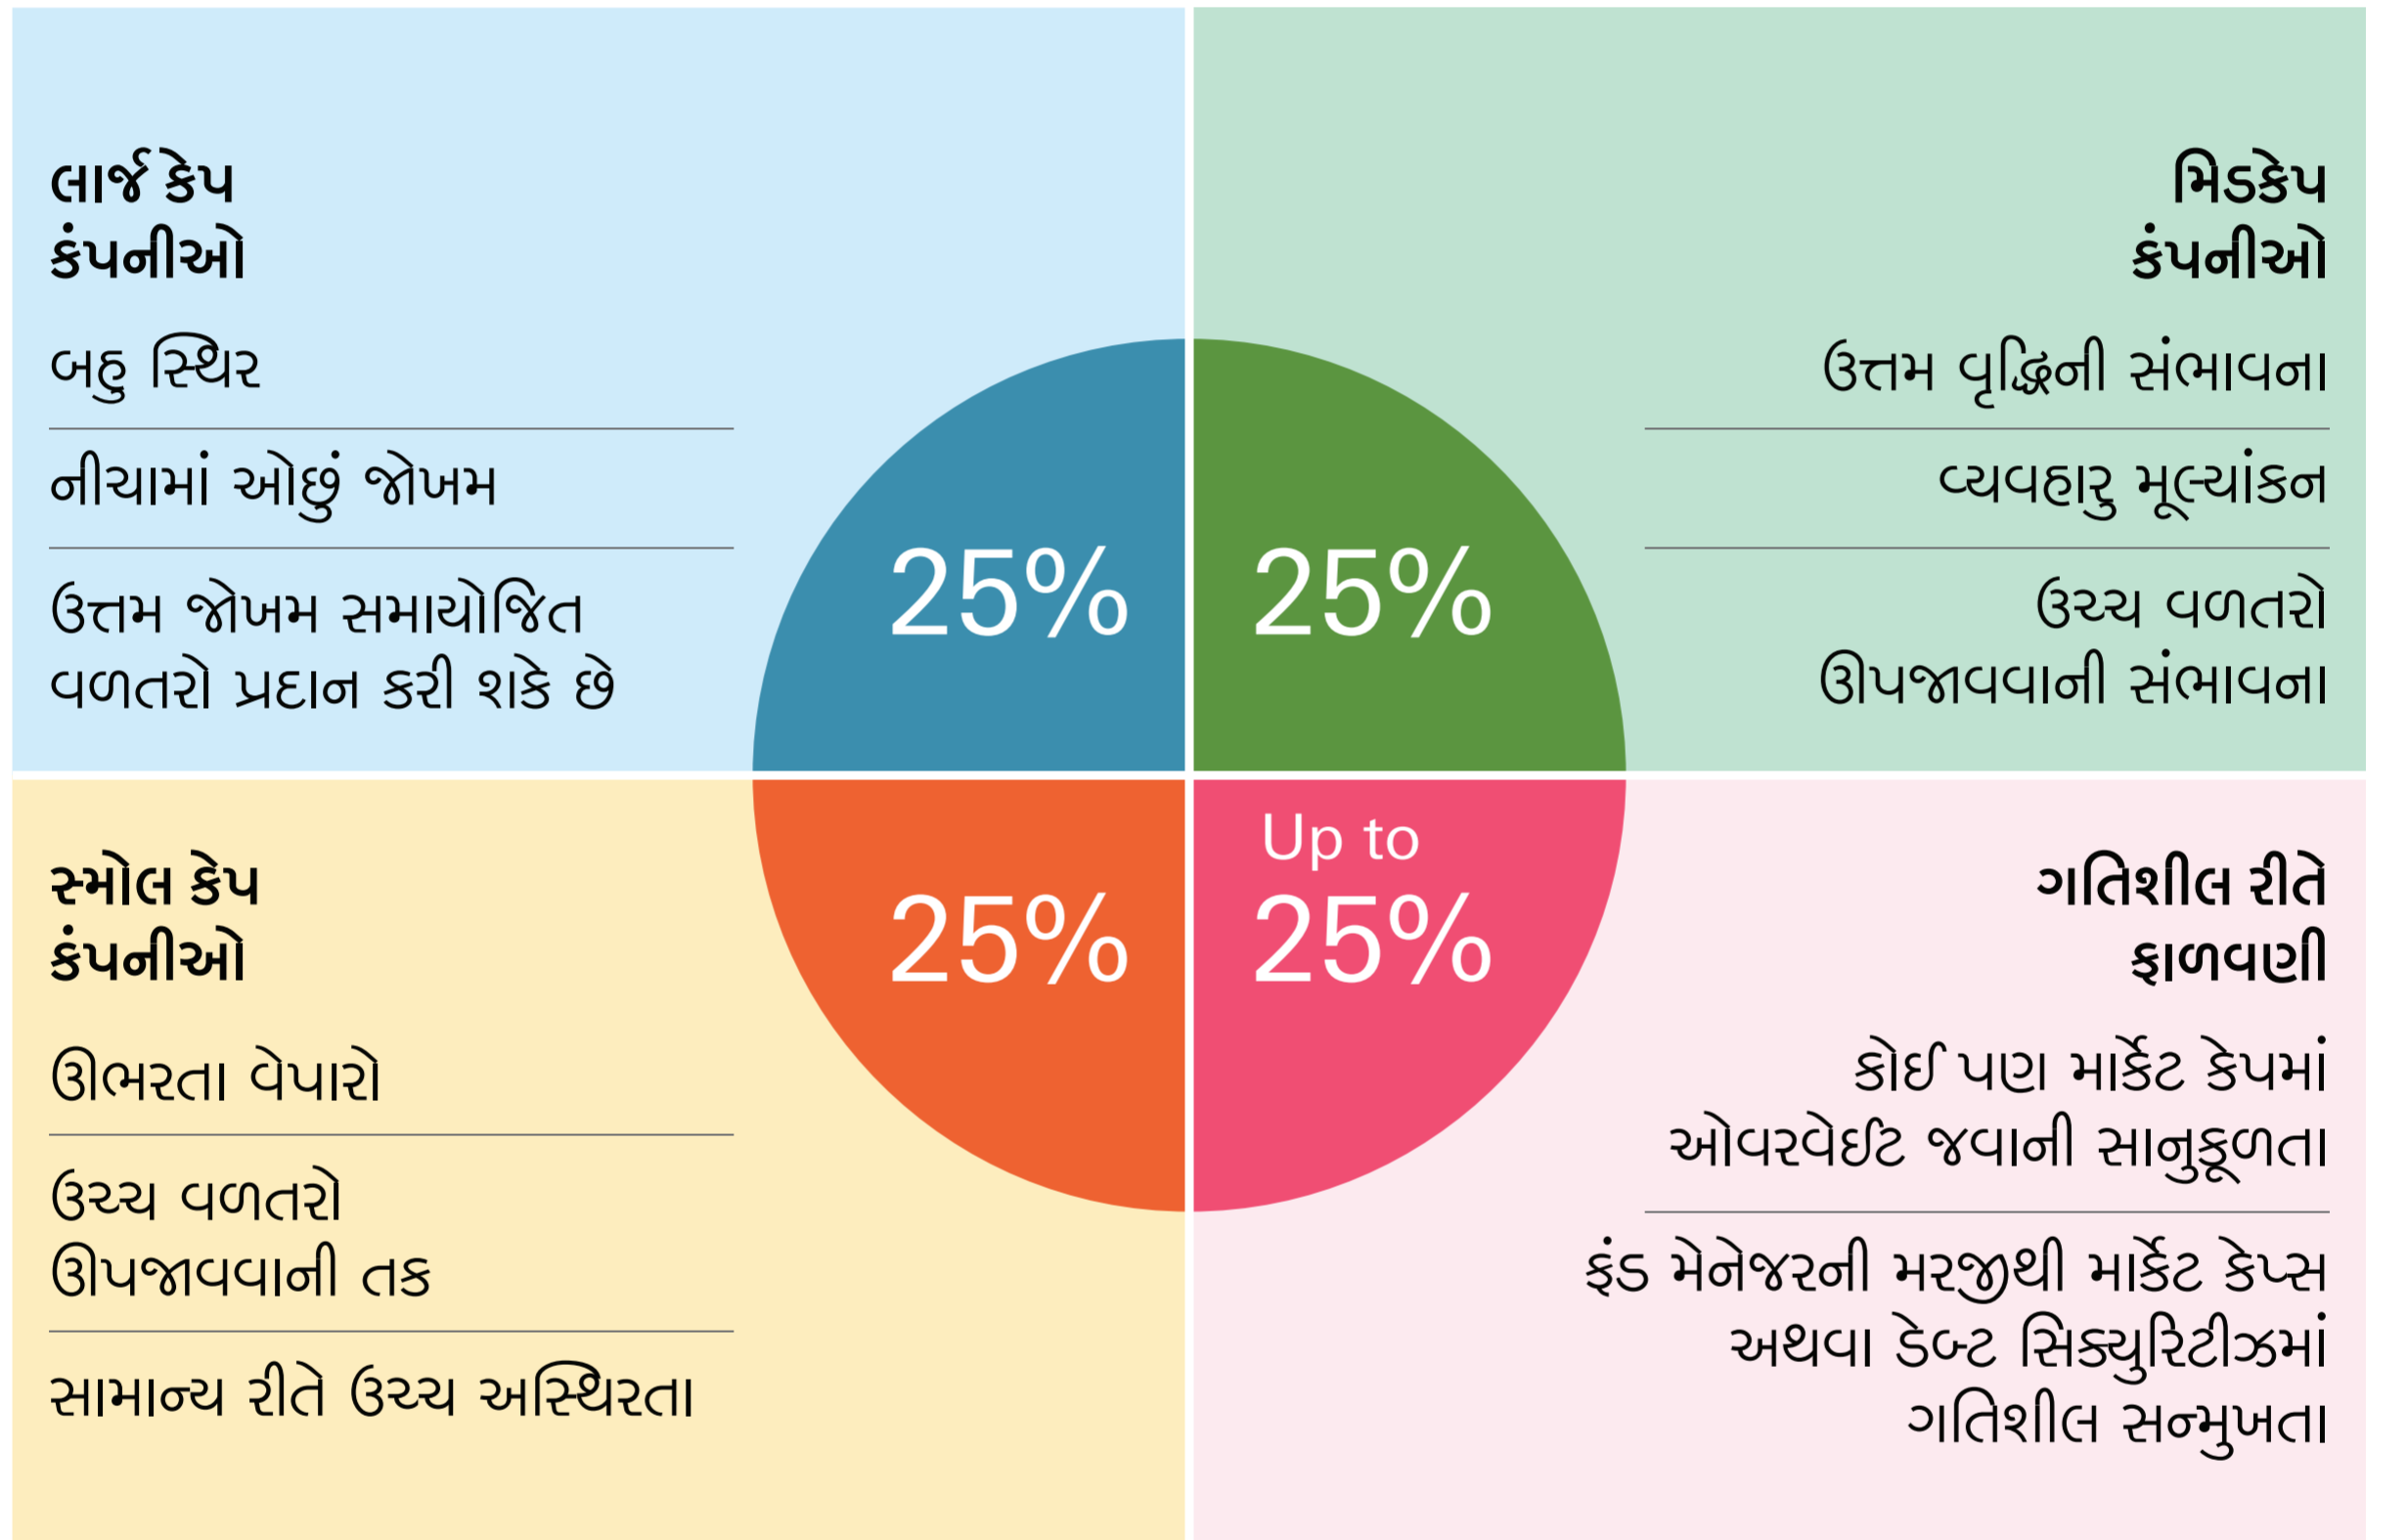 લાર્જ કેપ
કંપનીઓ
બહુ સ્થિર
નીચામાં ઓછું જોખમ
ઉત્તમ જોખમ સમાયોજિત
વળતરો પ્રદાન કરી શકે છે
25%
મિડકેપ
કંપનીઓ
ઉત્તમ વૃદ્ધિની સંભાવના
વ્યવહારુ મૂલ્યાંકન
ઉચ્ચ વળતરો
ઊપજાવવાની સંભાવના
25%
સ્મોલ કેપ
કંપનીઓ
ઊભરતા વેપારો
ઉચ્ચ વળતરો
ઊપજાવવાની તક
સામાન્ય રીતે ઉચ્ચ અસ્થિરતા
25%
Up to
25%
ગતિશીલ રીતે
ફાળવણી
કોઈ પણ માર્કેટ કેપમાં
ઓવરવેઈટ જવાની સાનુકૂળતા
ફંડ મેનેજરની મરજીથી માર્કેટ કેપ્સ
અથવા ડેબ્ટ સિક્યુરિટીઝમાં
ગતિશીલ સન્મુખતા